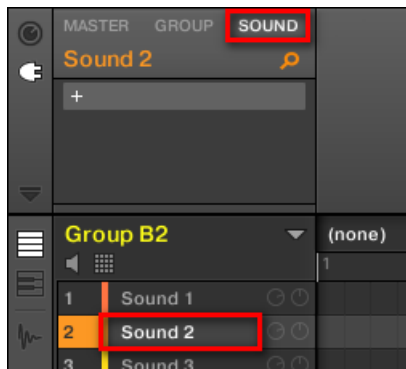 MASTER GROUP SOUND
Sound 2
+
Group B2 (none)
1
1 Sound 1
2 Sound 2
3 Sound 3